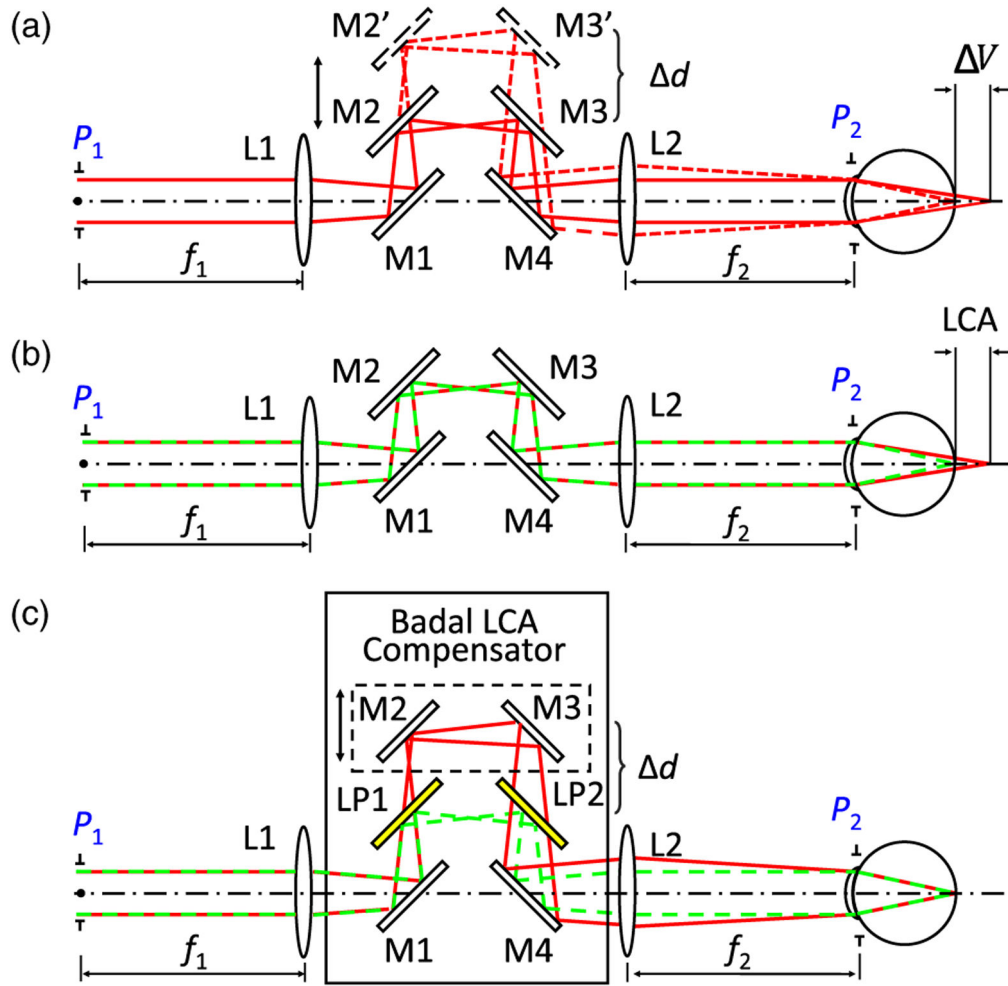 (a)
M2’ M3’
Δd
ΔV
M2 M3
P1 L1 L2 P2
M1 M4
f1 f2
(b)
LCA
M2 M3
P1 L1 L2 P2
M1 M4
f1 f2
(c)
Badal LCA
Compensator
M2 M3
Δd
LP1 LP2
P1 L1 L2 P2
M1 M4
f1 f2